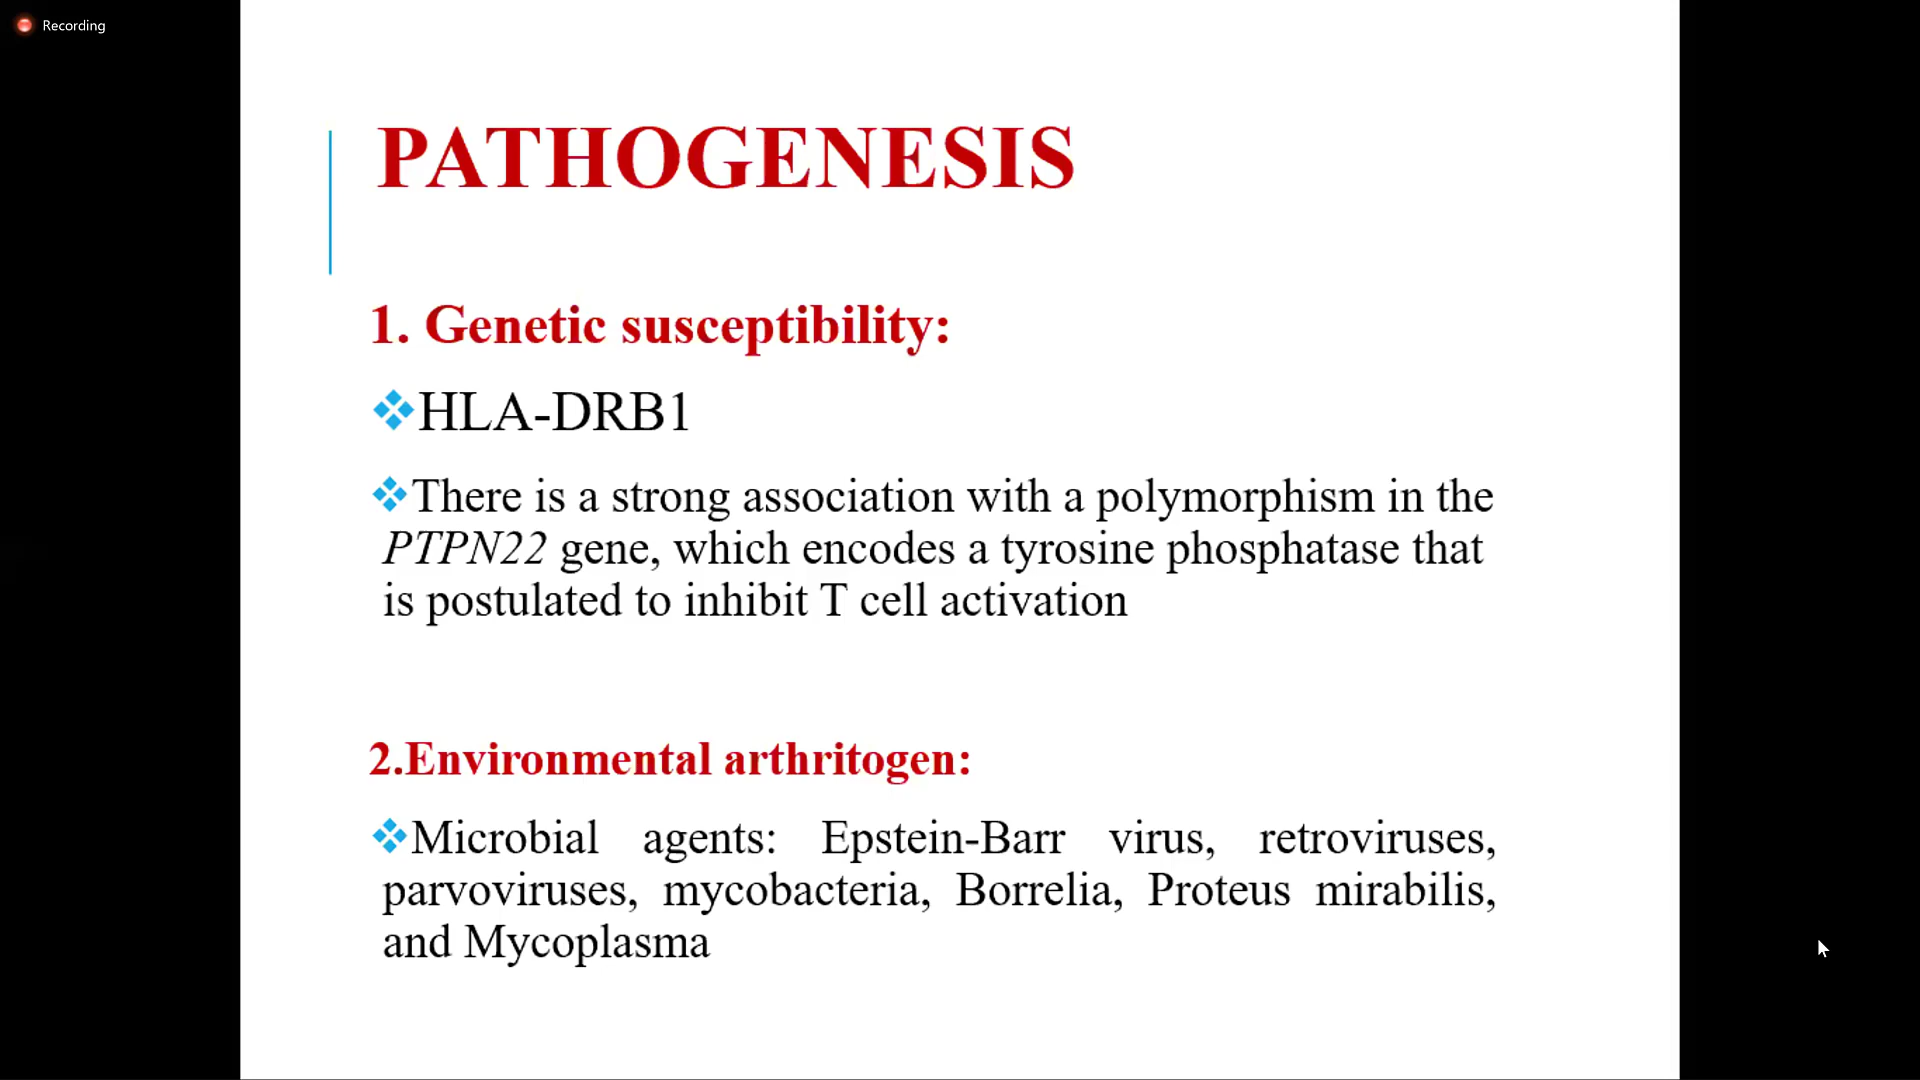 Recording
PATHOGENESIS
1. Genetic susceptibility:
HLA-DRB1
There is a strong association with a polymorphism in the
PTPN22 gene, which encodes a tyrosine phosphatase that
is postulated to inhibit T cell activation
2.Environmental arthritogen:
Microbial agents: Epstein-Barr virus, retroviruses,
parvoviruses, mycobacteria, Borrelia, Proteus mirabilis,
and Mycoplasma